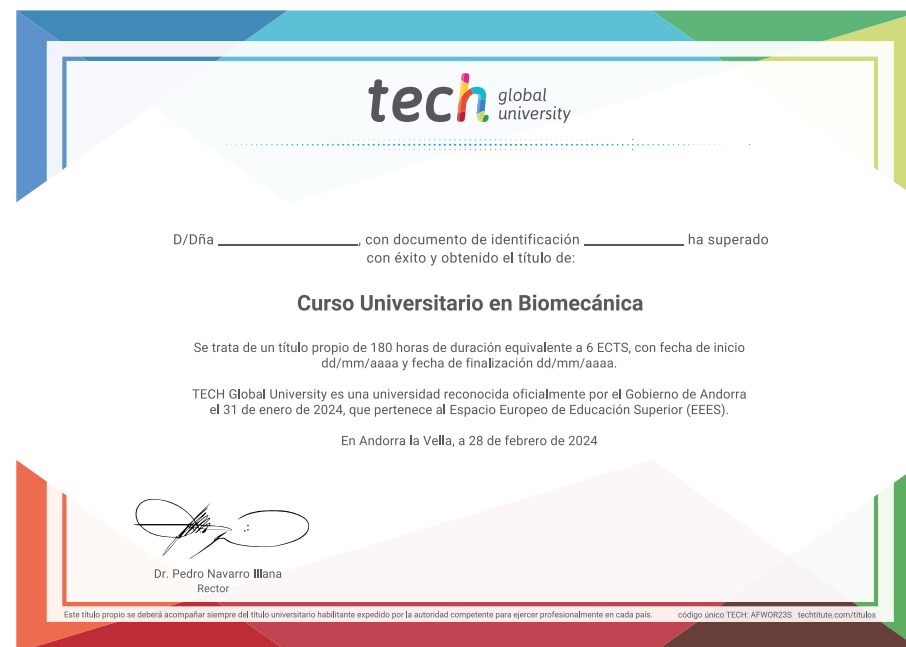 tech global university
D/Dña ______________, con documento de identificación __________ ha superado
con éxito y obtenido el título de:
Curso Universitario en Biomecánica
Se trata de un título propio de 180 horas de duración equivalente a 6 ECTS, con fecha de inicio
dd/mm/aaaa y fecha de finalización dd/mm/aaaa.
TECH Global University es una universidad reconocida oficialmente por el Gobierno de Andorra
el 31 de enero de 2024, que pertenece al Espacio Europeo de Educación Superior (EEES).
En Andorra la Vella, a 28 de febrero de 2024
Dr. Pedro Navarro Illana
Rector
Este título propio se deberá acompañar siempre del título universitario habilitante expedido por la autoridad competente para ejercer profesionalmente en cada país. código único TECH: AFWOR23S techtitute.com/titulos